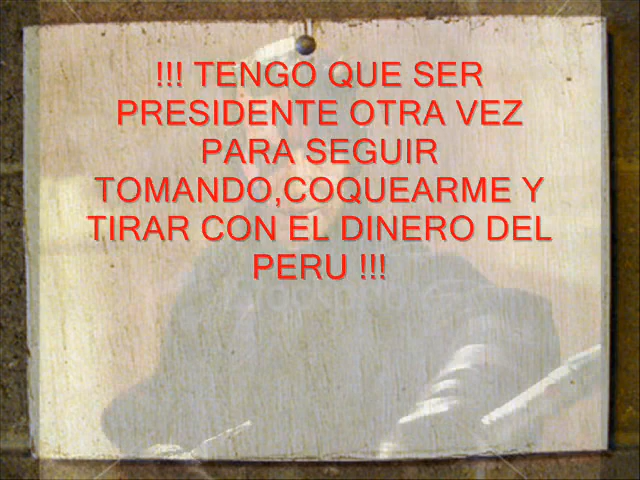 !!! TENGO QUE SER
PRESIDENTE OTRA VEZ
PARA SEGUIR
TOMANDO,COQUEARME Y
TIRAR CON EL DINERO DEL
PERU !!!